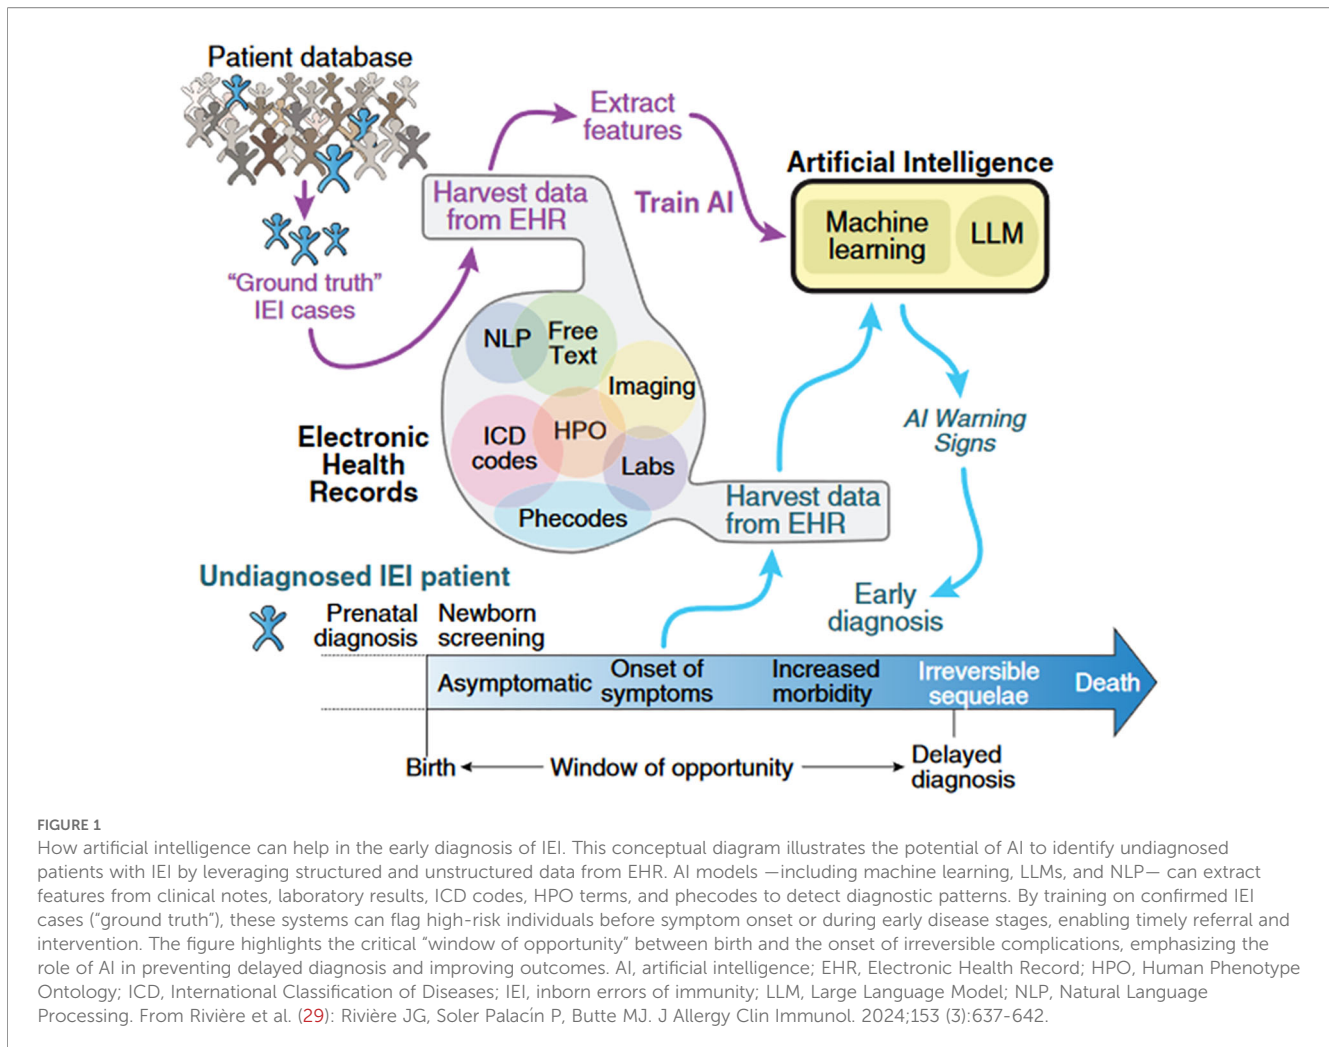 Patient database
Extract
features
Artificial Intelligence
Harvest data
from EHR
Train AI
Machine
learning
LLM
“Ground truth”
IEI cases
NLP
Free
Text
Imaging
HPO
ICD
codes
Labs
Phecodes
Electronic
Health
Records
AI Warning
Signs
Harvest data
from EHR
Undiagnosed IEI patient
Early
diagnosis
Prenatal
diagnosis
Newborn
screening
Asymptomatic
Onset of
symptoms
Increased
morbidity
Irreversible
sequelae
Death
Birth
Window of opportunity
Delayed
diagnosis
FIGURE 1
How artificial intelligence can help in the early diagnosis of IEI. This conceptual diagram illustrates the potential of AI to identify undiagnosed
patients with IEI by leveraging structured and unstructured data from EHR. AI models —including machine learning, LLMs, and NLP— can extract
features from clinical notes, laboratory results, ICD codes, HPO terms, and phecodes to detect diagnostic patterns. By training on confirmed IEI
cases (“ground truth”), these systems can flag high-risk individuals before symptom onset or during early disease stages, enabling timely referral and
intervention. The figure highlights the critical “window of opportunity” between birth and the onset of irreversible complications, emphasizing the
role of AI in preventing delayed diagnosis and improving outcomes. AI, artificial intelligence; EHR, Electronic Health Record; HPO, Human Phenotype
Ontology; ICD, International Classification of Diseases; IEI, inborn errors of immunity; LLM, Large Language Model; NLP, Natural Language
Processing. From Rivière et al. (29): Rivière JG, Soler Palacín P, Butte MJ. J Allergy Clin Immunol. 2024;153 (3):637-642.